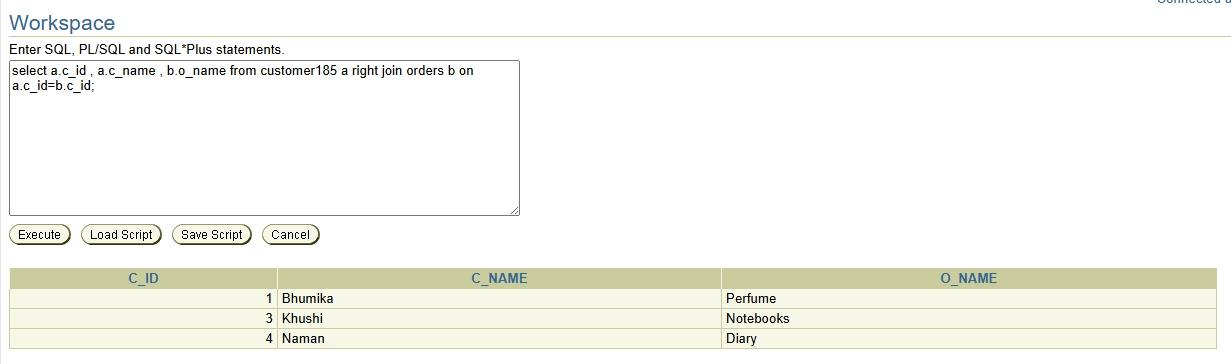 Workspace
Enter SQL, PL/SQL and SQL*Plus statements.
select a.c_id , a.c_name , b.o_name from customer185 a right join orders b on
a.c_id=b.c_id;
Execute Load Script Save Script Cancel
C_ID C_NAME O_NAME
1 Bhumika Perfume
3 Khushi Notebooks
4 Naman Diary